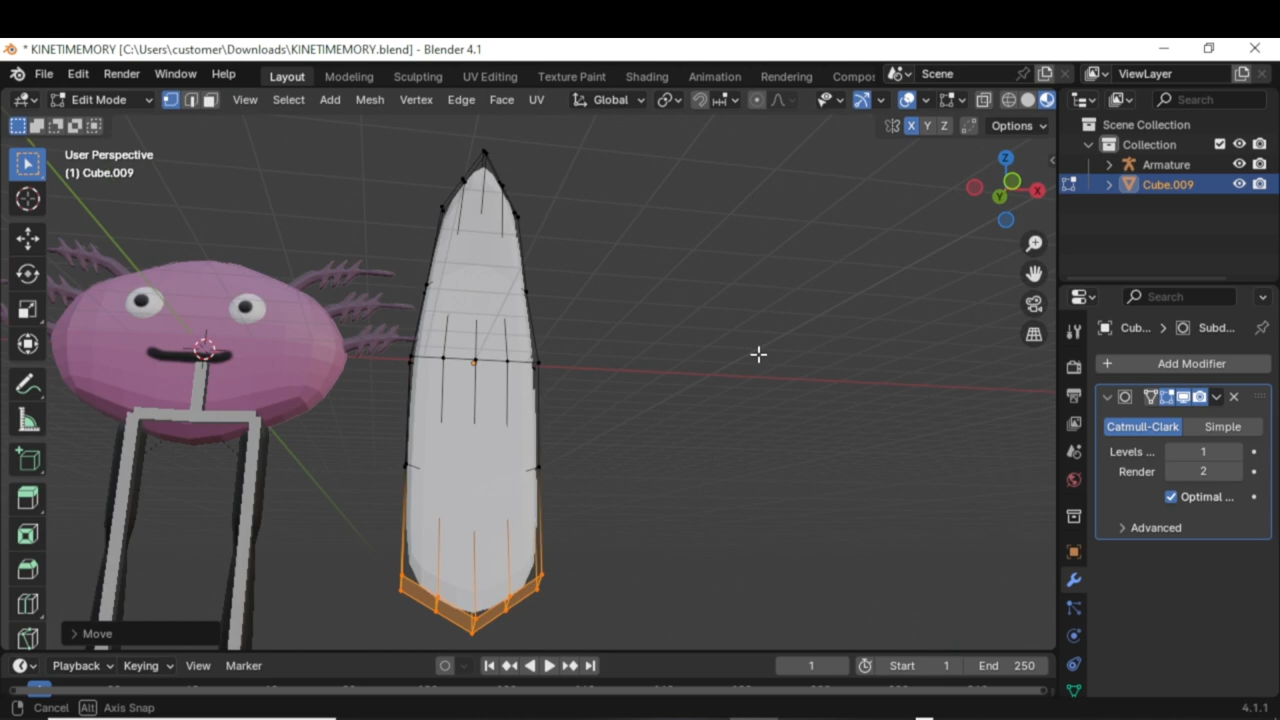 * KINETIMEMORY [C:\Users\customer\Downloads\KINETIMEMORY.blend] - Blender 4.1
File Edit Render Window Help Layout Modeling Sculpting UV Editing Texture Paint Shading Animation Rendering Compos Scene ViewLayer
Edit Mode View Select Add Mesh Vertex Edge Face UV Global Search
X Y Z Options
Scene Collection
Collection
Armature
Cube.009
User Perspective
(1) Cube.009
Z
X
Y
Search
Cub... > Subd...
+ Add Modifier
Catmull-Clark Simple
Levels ... 1
Render 2
Optimal ...
> Advanced
> Move
Playback Keying View Marker 1 Start 1 End 250
Cancel Alt Axis Snap 4.1.1